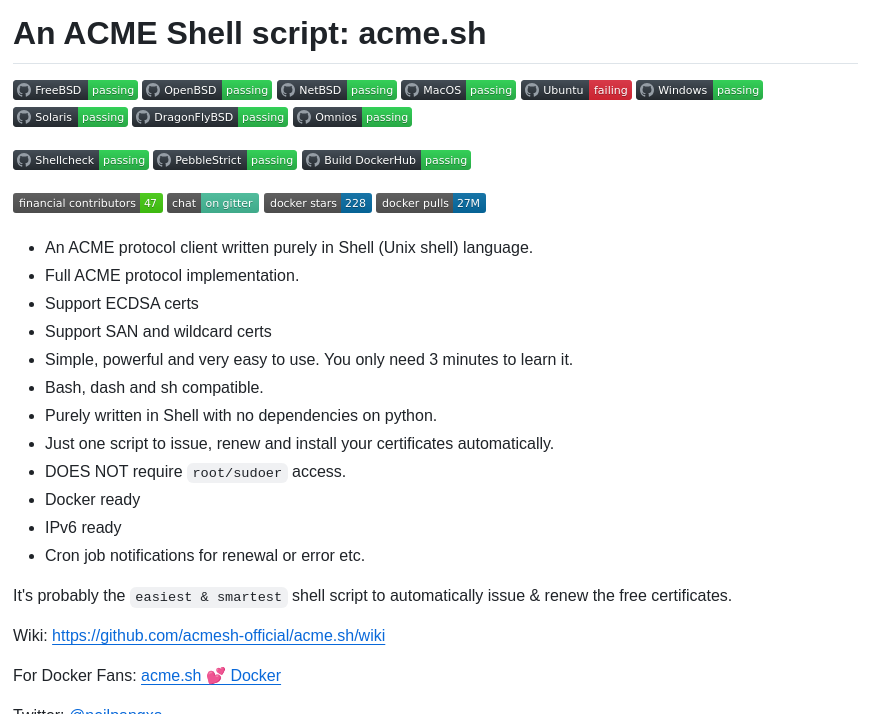 An ACME Shell script: acme.sh
FreeBSD passing OpenBSD passing NetBSD passing MacOS passing Ubuntu failing Windows passing
Solaris passing DragonFlyBSD passing Omnios passing
Shellcheck passing PebbleStrict passing Build DockerHub passing
financial contributors 47 chat on gitter docker stars 228 docker pulls 27M
An ACME protocol client written purely in Shell (Unix shell) language.
Full ACME protocol implementation.
Support ECDSA certs
Support SAN and wildcard certs
Simple, powerful and very easy to use. You only need 3 minutes to learn it.
Bash, dash and sh compatible.
Purely written in Shell with no dependencies on python.
Just one script to issue, renew and install your certificates automatically.
DOES NOT require root/sudoer access.
Docker ready
IPv6 ready
Cron job notifications for renewal or error etc.
It's probably the easiest & smartest shell script to automatically issue & renew the free certificates.
Wiki: https://github.com/acmesh-official/acme.sh/wiki
For Docker Fans: acme.sh 💕 Docker
Twitter: @neilpangxa